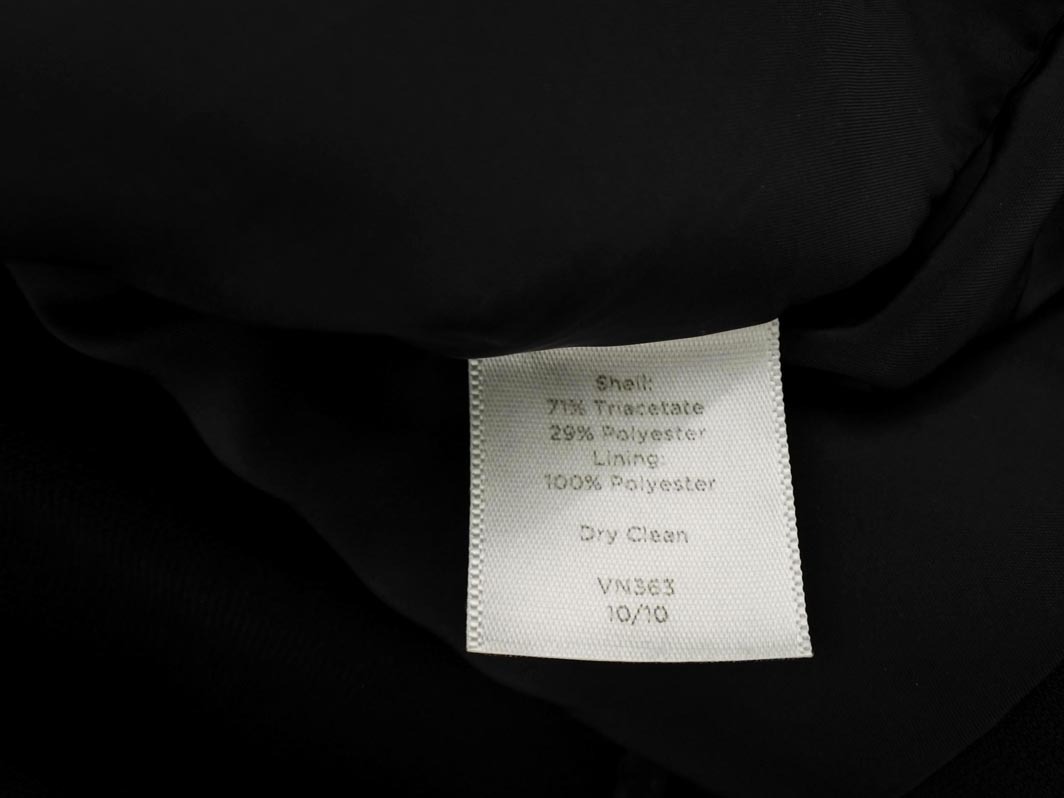 Shell:
71% Triacetate
29% Polyester
Lining:
100% Polyester
Dry Clean
VN363
10/10